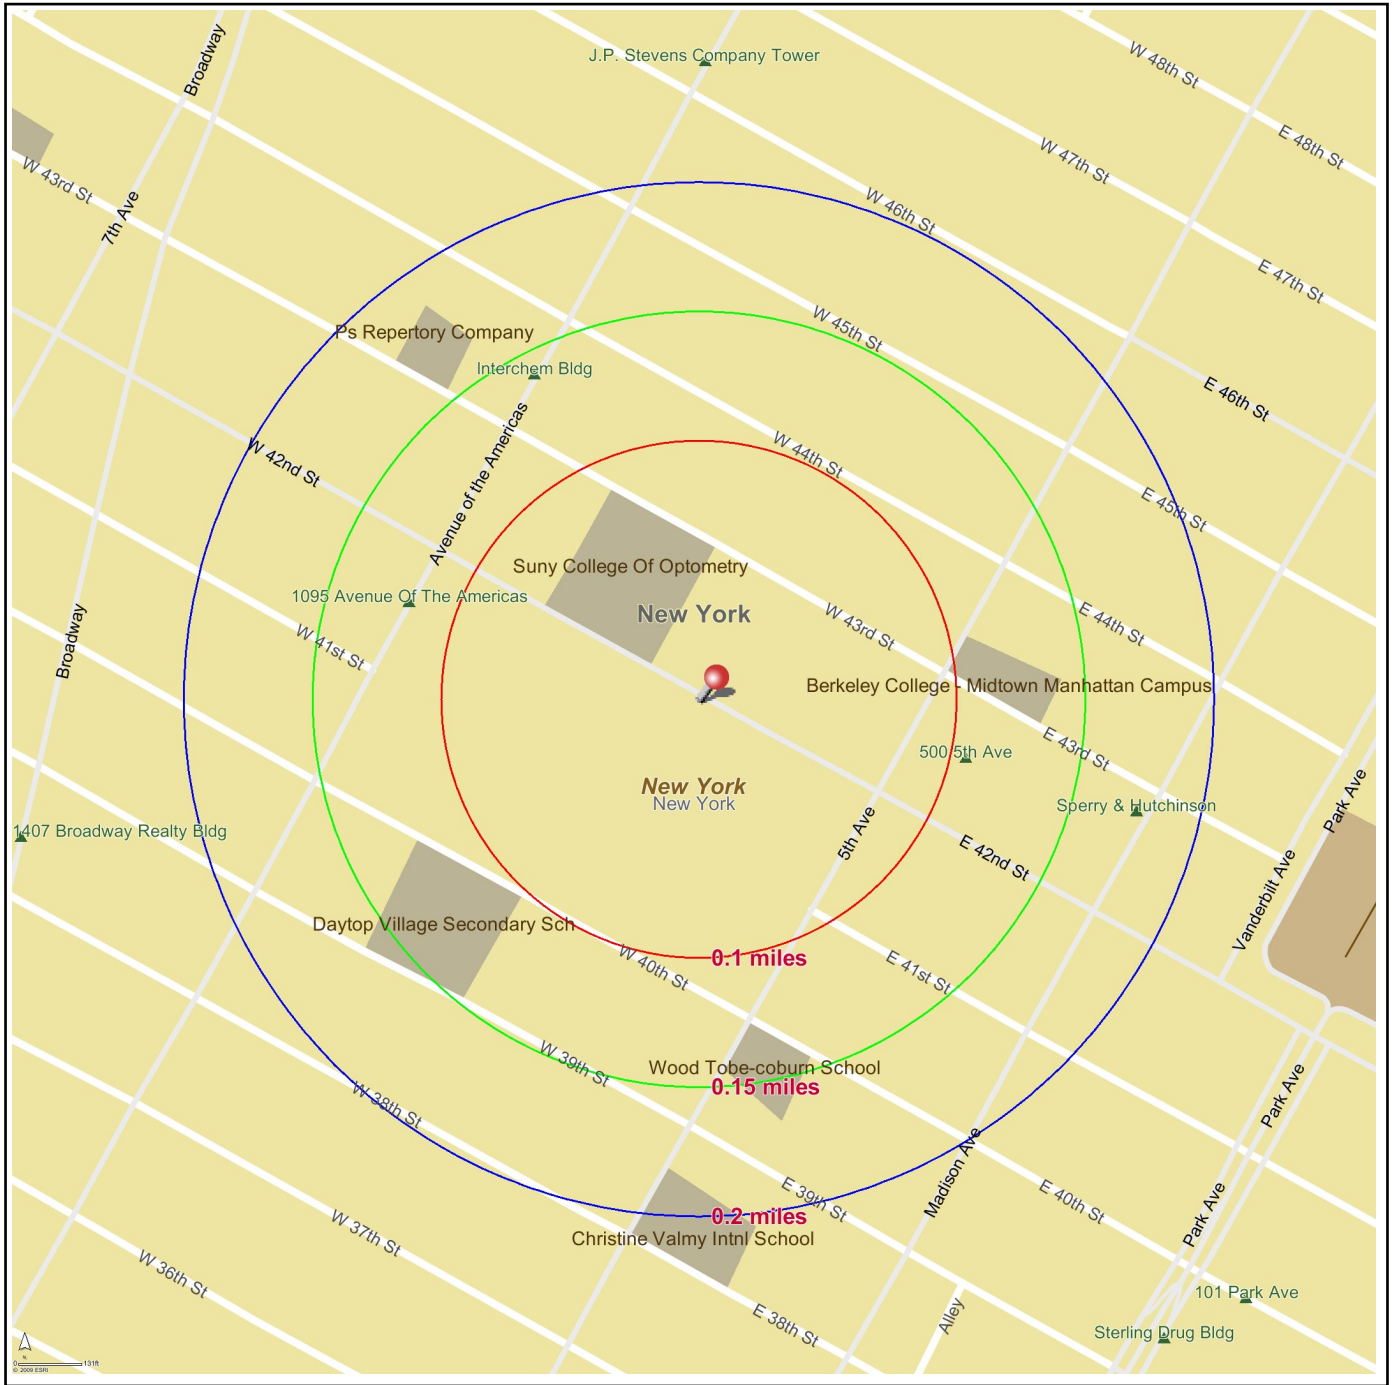 Broadway
J.P. Stevens Company Tower
W 48th St
E 48th St
W 47th St
W 43rd St
7th Ave
W 46th St
E 47th St
Ps Repertory Company
W 45th St
Interchem Bldg
E 46th St
Avenue of the Americas
W 42nd St
W 44th St
E 45th St
Suny College Of Optometry
1095 Avenue Of The Americas
New York
W 43rd St
E 44th St
Broadway
W 41st St
Berkeley College - Midtown Manhattan Campus
E 43rd St
500 5th Ave
New York
New York
Sperry & Hutchinson
Park Ave
1407 Broadway Realty Bldg
5th Ave
E 42nd St
Vanderbilt Ave
Daytop Village Secondary Sch
0.1 miles
W 40th St
E 41st St
W 39th St
Wood Tobe-coburn School
0.15 miles
W 38th St
Park Ave
Madison Ave
E 39th St
E 40th St
Park Ave
0.2 miles
W 37th St
Christine Valmy Intnl School
W 36th St
101 Park Ave
Alley
E 38th St
Sterling Drug Bldg
N
0 131ft
© 2009 ESRI